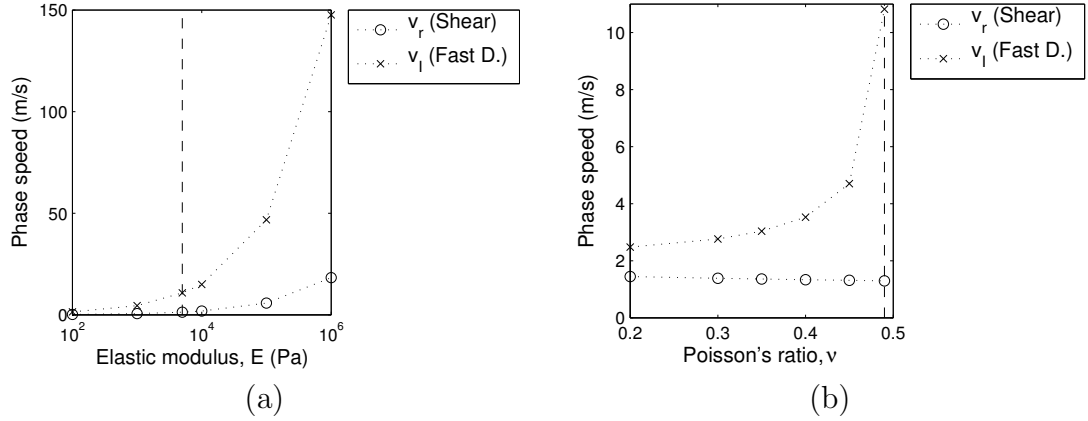 150
100
50
0
10^2
10^4
10^6
Phase speed (m/s)
Elastic modulus, E (Pa)
v_r (Shear)
v_l (Fast D.)
(a)
10
8
6
4
2
0
0.2
0.3
0.4
0.5
Phase speed (m/s)
Poisson's ratio, ν
v_r (Shear)
v_l (Fast D.)
(b)